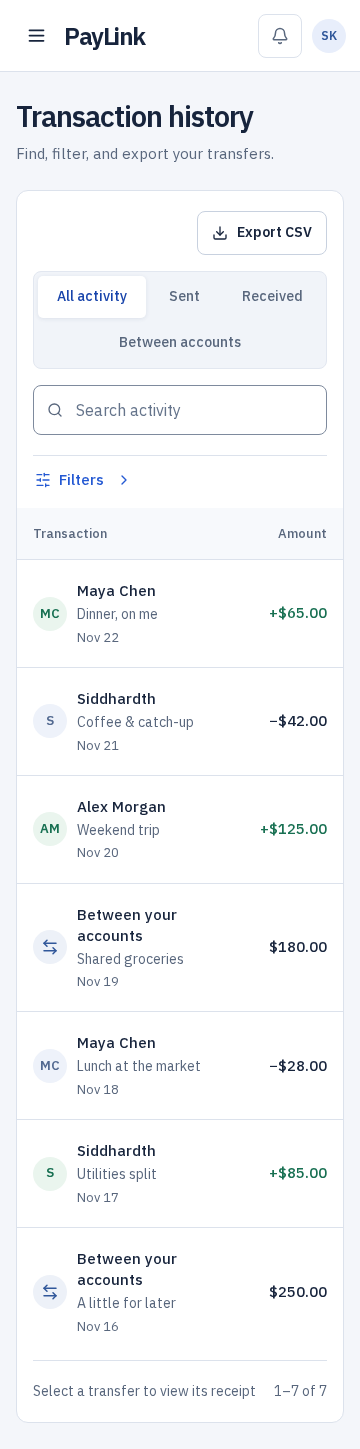 PayLink
SK
Transaction history
Find, filter, and export your transfers.
Export CSV
All activity
Sent
Received
Between accounts
Search activity
Filters
Transaction
Amount
MC
Maya Chen
Dinner, on me
Nov 22
+$65.00
S
Siddhardth
Coffee & catch-up
Nov 21
−$42.00
AM
Alex Morgan
Weekend trip
Nov 20
+$125.00
Between your
accounts
Shared groceries
Nov 19
$180.00
MC
Maya Chen
Lunch at the market
Nov 18
−$28.00
S
Siddhardth
Utilities split
Nov 17
+$85.00
Between your
accounts
A little for later
Nov 16
$250.00
Select a transfer to view its receipt
1–7 of 7